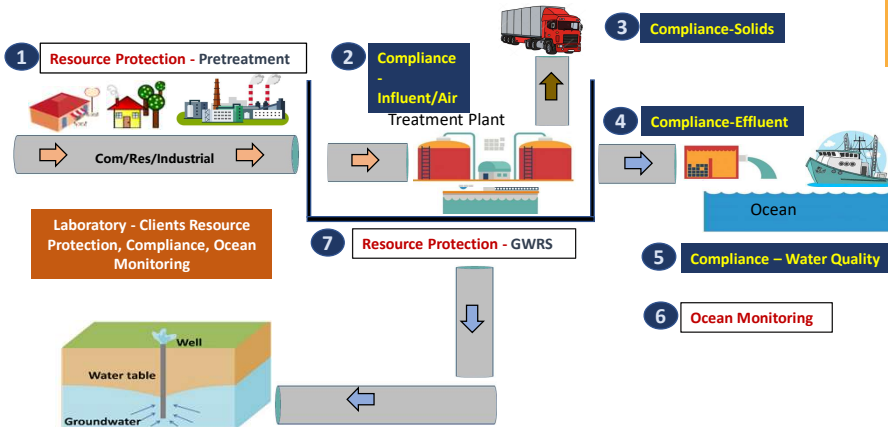 1
Resource Protection - Pretreatment
Com/Res/Industrial
2
Compliance
-
Influent/Air
Treatment Plant
3
Compliance-Solids
4
Compliance-Effluent
Ocean
5
Compliance – Water Quality
6
Ocean Monitoring
7
Resource Protection - GWRS
Laboratory - Clients Resource
Protection, Compliance, Ocean
Monitoring
Well
Water table
Groundwater